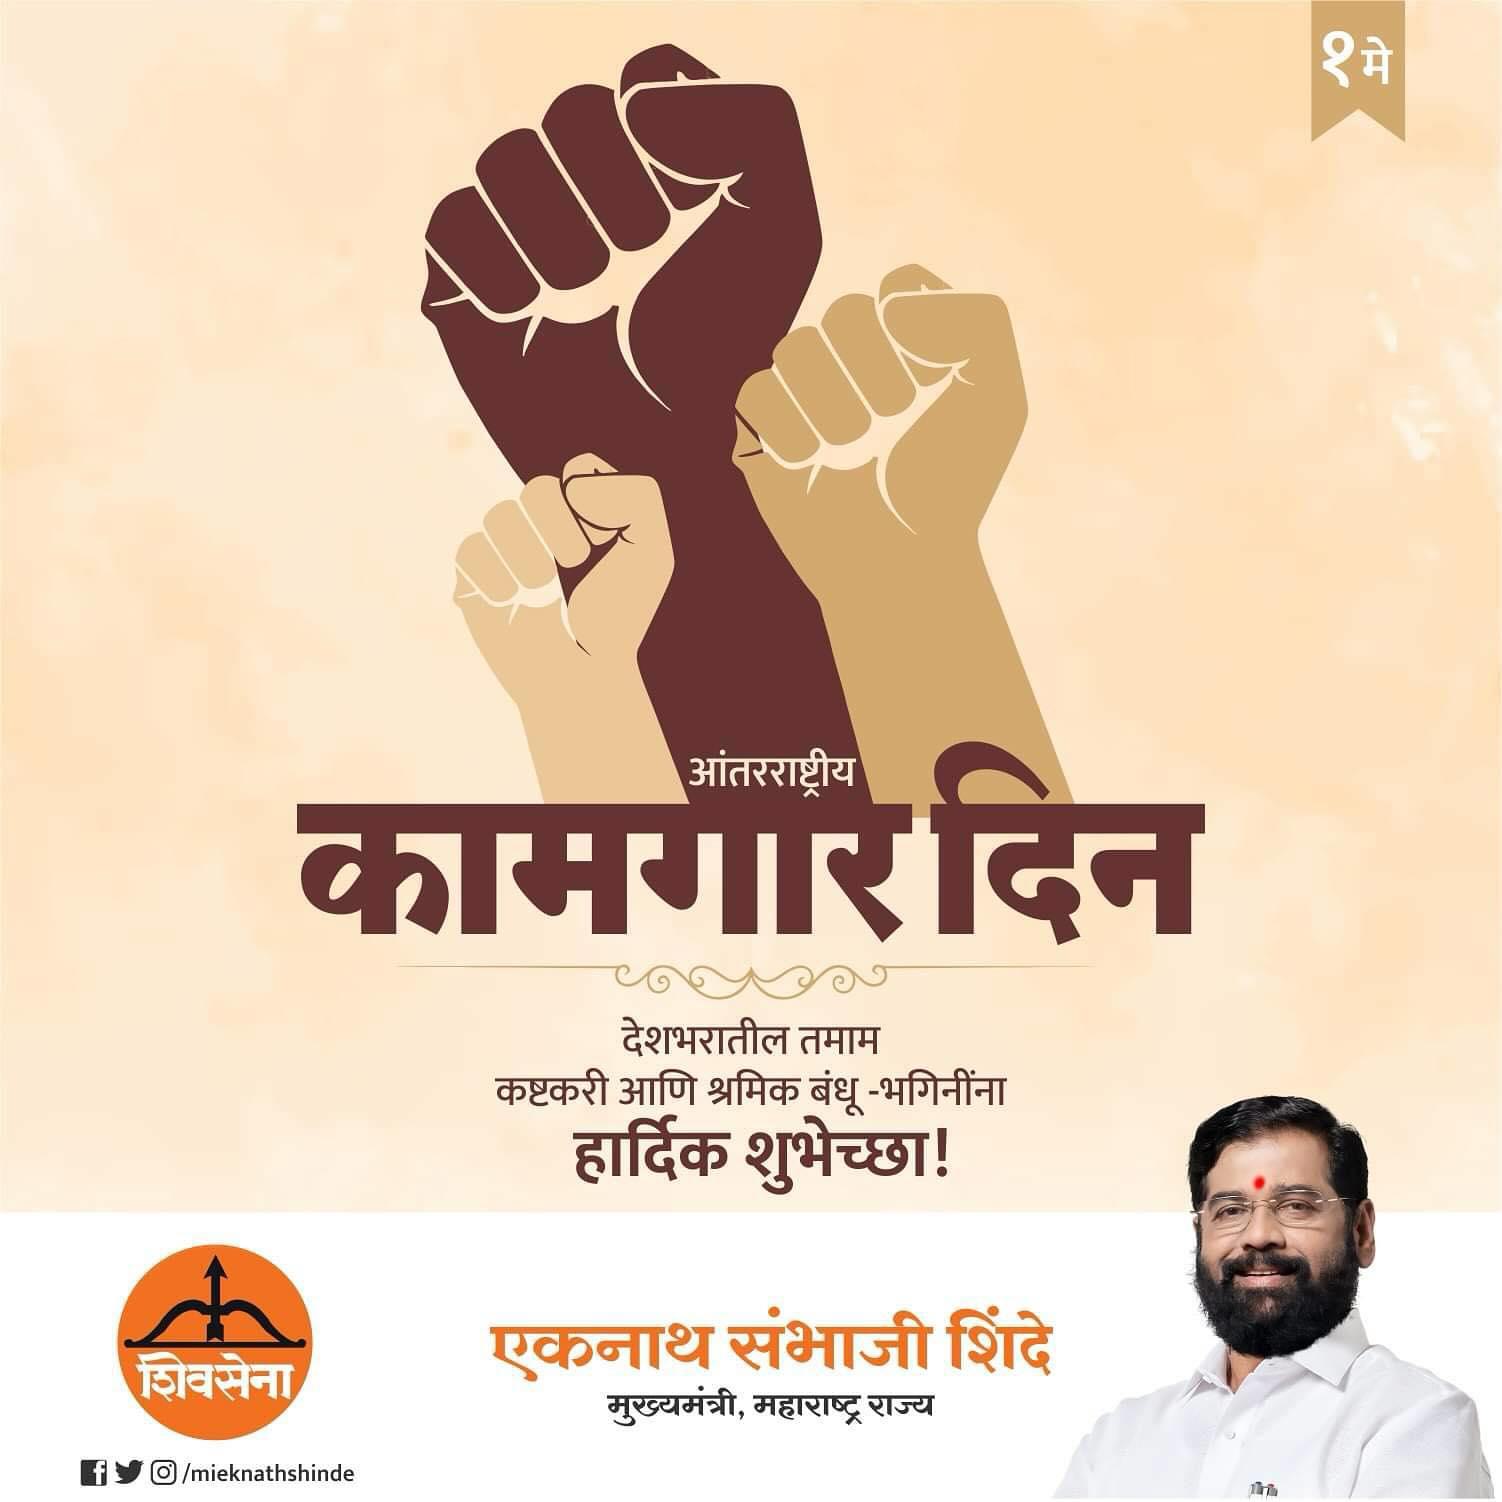 १ मे
आंतरराष्ट्रीय
कामगार दिन
देशभरातील तमाम
कष्टकरी आणि श्रमिक बंधू -भगिनींना
हार्दिक शुभेच्छा!
शिवसेना
एकनाथ संभाजी शिंदे
मुख्यमंत्री, महाराष्ट्र राज्य
/mieknathshinde